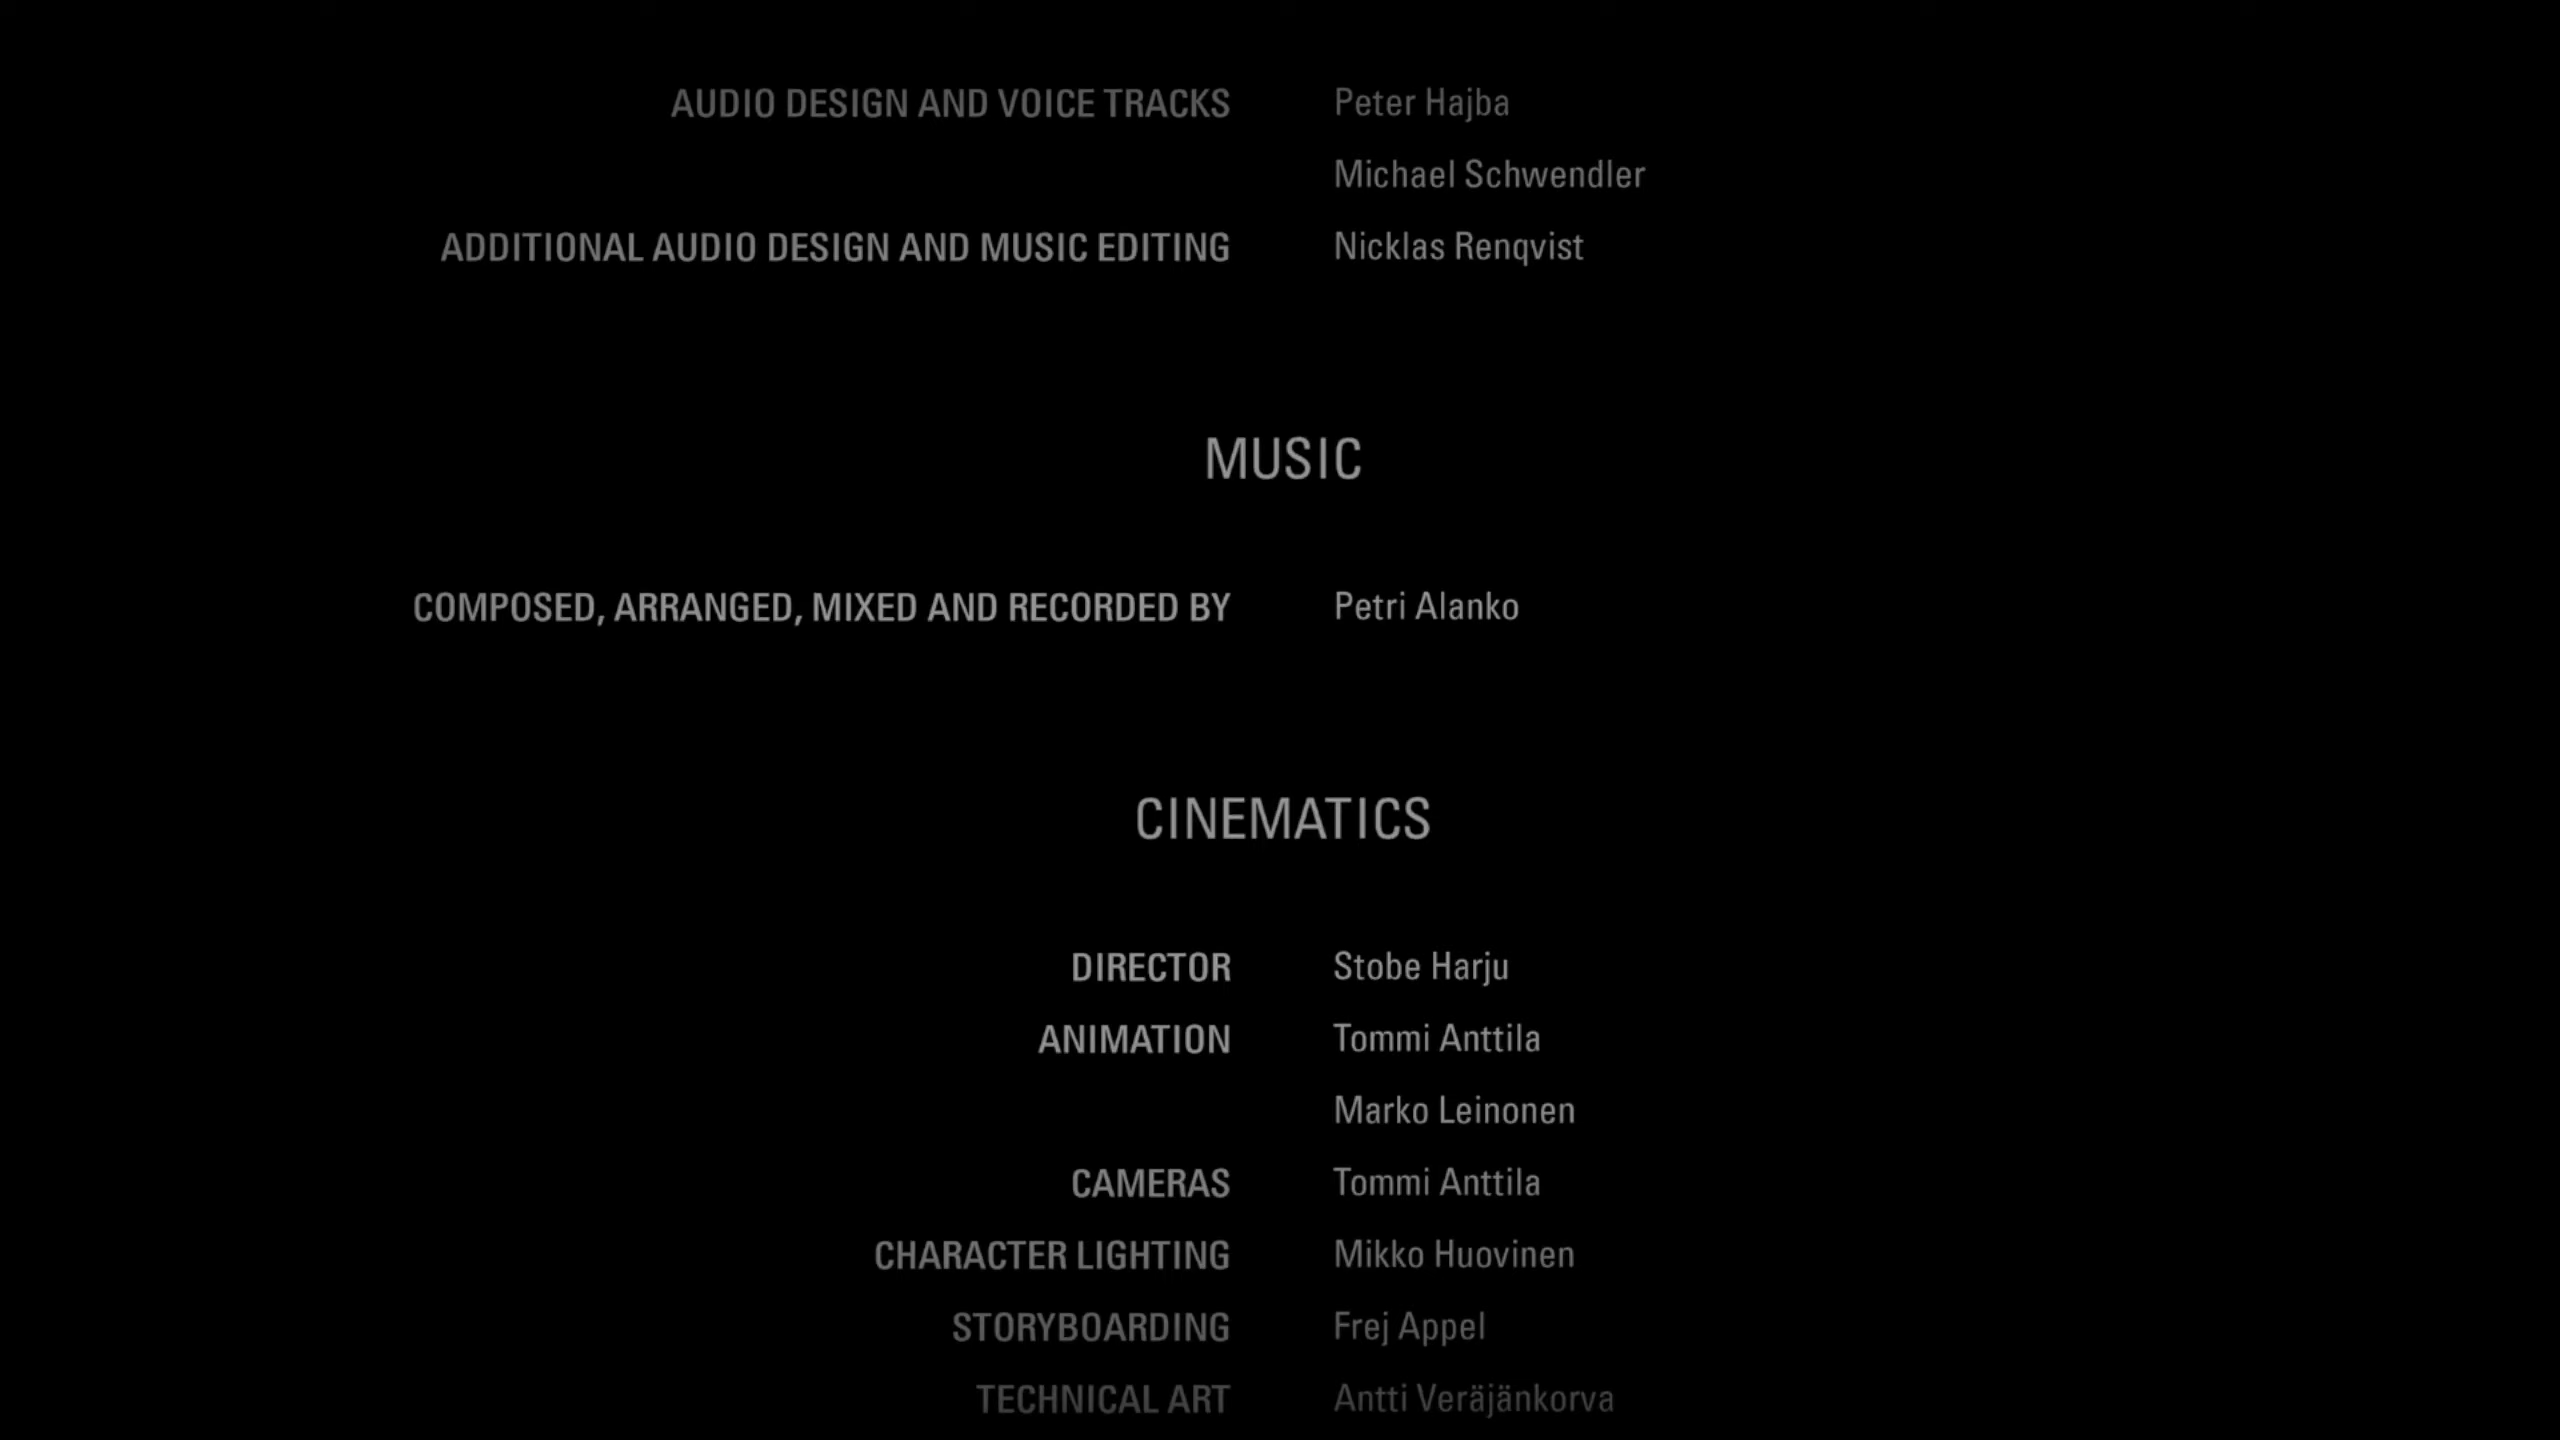 AUDIO DESIGN AND VOICE TRACKS Peter Hajba
Michael Schwendler
ADDITIONAL AUDIO DESIGN AND MUSIC EDITING Nicklas Renqvist
MUSIC
COMPOSED, ARRANGED, MIXED AND RECORDED BY Petri Alanko
CINEMATICS
DIRECTOR Stobe Harju
ANIMATION Tommi Anttila
Marko Leinonen
CAMERAS Tommi Anttila
CHARACTER LIGHTING Mikko Huovinen
STORYBOARDING Frej Appel
TECHNICAL ART Antti Veräjänkorva